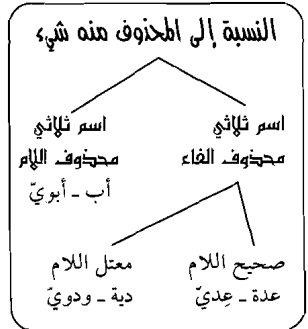 النسبة إلى المحذوف منه شيء
اسم ثلاثي
محذوف الفاء
اسم ثلاثي
محذوف اللام
أب - أبويّ
صحيح اللام
عدة - عِديّ
معتل اللام
دية - ودويّ